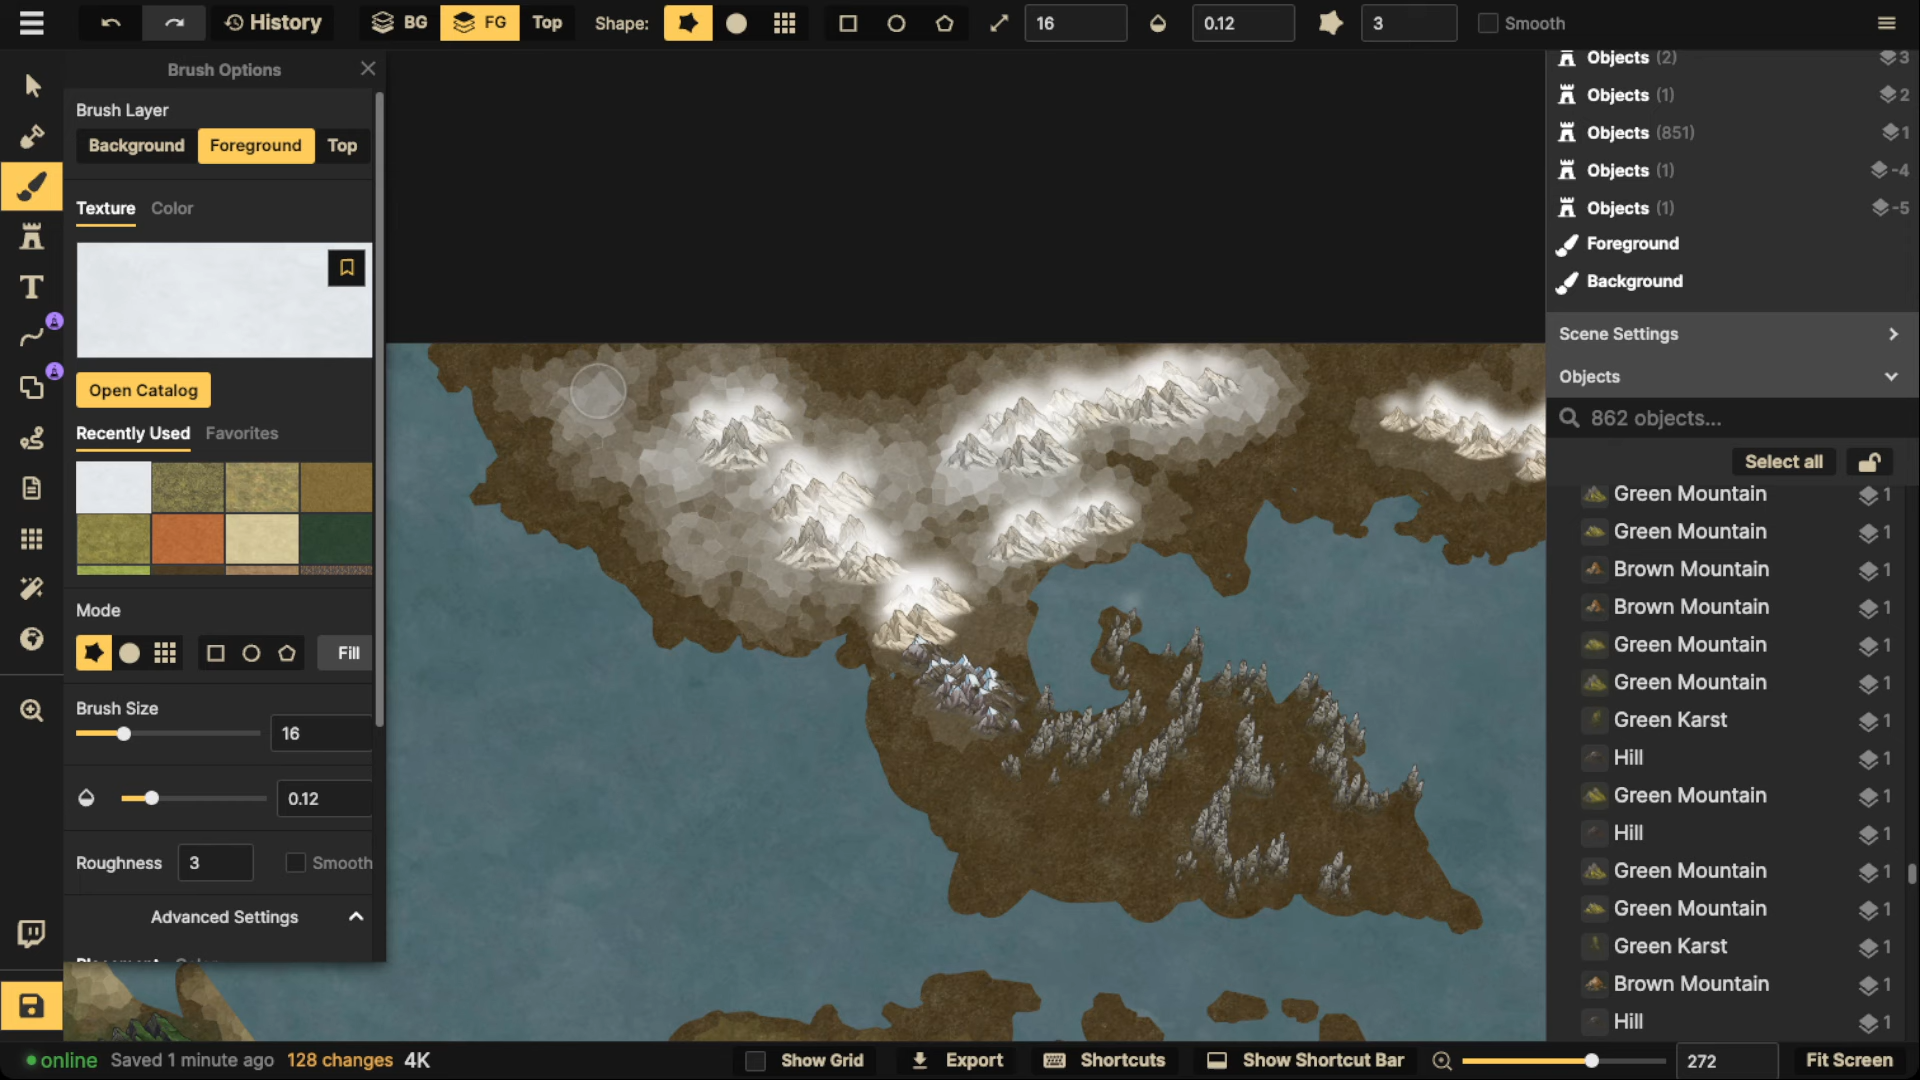 History
BG
FG
Top
Shape:
16
0.12
3
Smooth
Brush Options
Brush Layer
Background
Foreground
Top
Texture
Color
Open Catalog
Recently Used
Favorites
Mode
Fill
Brush Size
16
0.12
Roughness
3
Smooth
Advanced Settings
Objects (2) 3
Objects (1) 2
Objects (851) 1
Objects (1) -4
Objects (1) -5
Foreground
Background
Scene Settings
Objects
862 objects...
Select all
Green Mountain 1
Green Mountain 1
Brown Mountain 1
Brown Mountain 1
Green Mountain 1
Green Mountain 1
Green Karst 1
Hill 1
Green Mountain 1
Hill 1
Green Mountain 1
Green Mountain 1
Green Karst 1
Brown Mountain 1
Hill 1
online Saved 1 minute ago 128 changes 4K
Show Grid
Export
Shortcuts
Show Shortcut Bar
272
Fit Screen